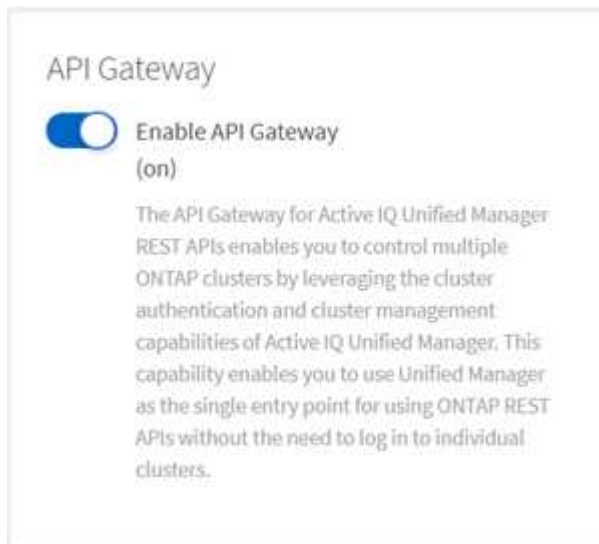 API Gateway
Enable API Gateway
(on)
The API Gateway for Active IQ Unified Manager
REST APIs enables you to control multiple
ONTAP clusters by leveraging the cluster
authentication and cluster management
capabilities of Active IQ Unified Manager. This
capability enables you to use Unified Manager
as the single entry point for using ONTAP REST
APIs without the need to log in to individual
clusters.